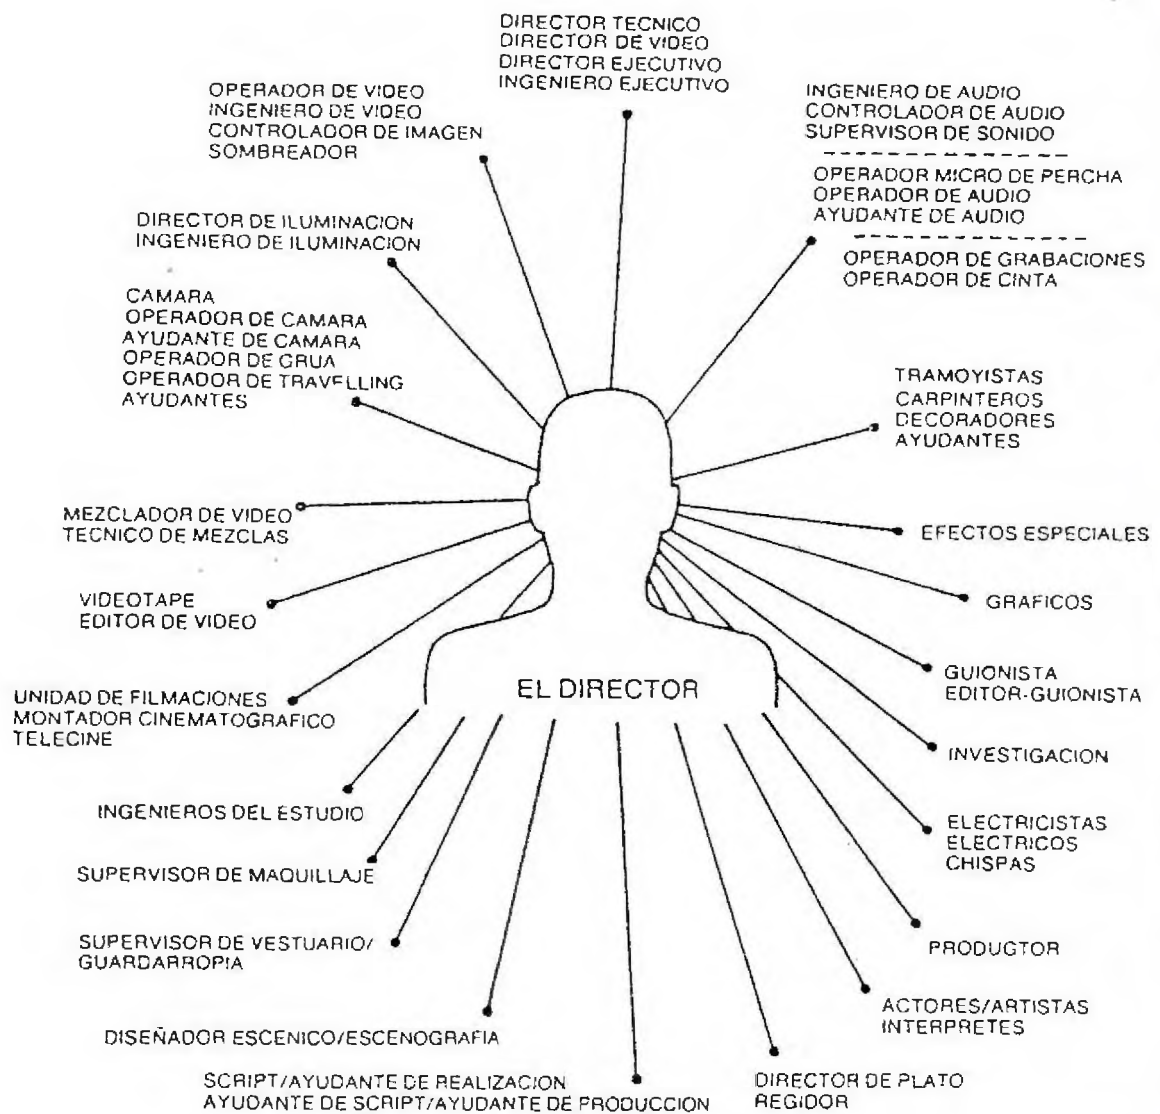 DIRECTOR TECNICO
DIRECTOR DE VIDEO
DIRECTOR EJECUTIVO
INGENIERO EJECUTIVO
OPERADOR DE VIDEO
INGENIERO DE VIDEO
CONTROLADOR DE IMAGEN
SOMBREADOR
INGENIERO DE AUDIO
CONTROLADOR DE AUDIO
SUPERVISOR DE SONIDO
OPERADOR MICRO DE PERCHA
OPERADOR DE AUDIO
AYUDANTE DE AUDIO
OPERADOR DE GRABACIONES
OPERADOR DE CINTA
DIRECTOR DE ILUMINACION
INGENIERO DE ILUMINACION
CAMARA
OPERADOR DE CAMARA
AYUDANTE DE CAMARA
OPERADOR DE GRUA
OPERADOR DE TRAVELLING
AYUDANTES
TRAMOYISTAS
CARPINTEROS
DECORADORES
AYUDANTES
MEZCLADOR DE VIDEO
TECNICO DE MEZCLAS
EFECTOS ESPECIALES
VIDEOTAPE
EDITOR DE VIDEO
GRAFICOS
UNIDAD DE FILMACIONES
MONTADOR CINEMATOGRAFICO
TELECINE
EL DIRECTOR
GUIONISTA
EDITOR-GUIONISTA
INVESTIGACION
INGENIEROS DEL ESTUDIO
ELECTRICISTAS
ELECTRICOS
CHISPAS
SUPERVISOR DE MAQUILLAJE
SUPERVISOR DE VESTUARIO/
GUARDARROPIA
PRODUGTOR
ACTORES/ARTISTAS
INTERPRETES
DISEÑADOR ESCENICO/ESCENOGRAFIA
SCRIPT/AYUDANTE DE REALIZACION
AYUDANTE DE SCRIPT/AYUDANTE DE PRODUCCION
DIRECTOR DE PLATO
REGIDOR